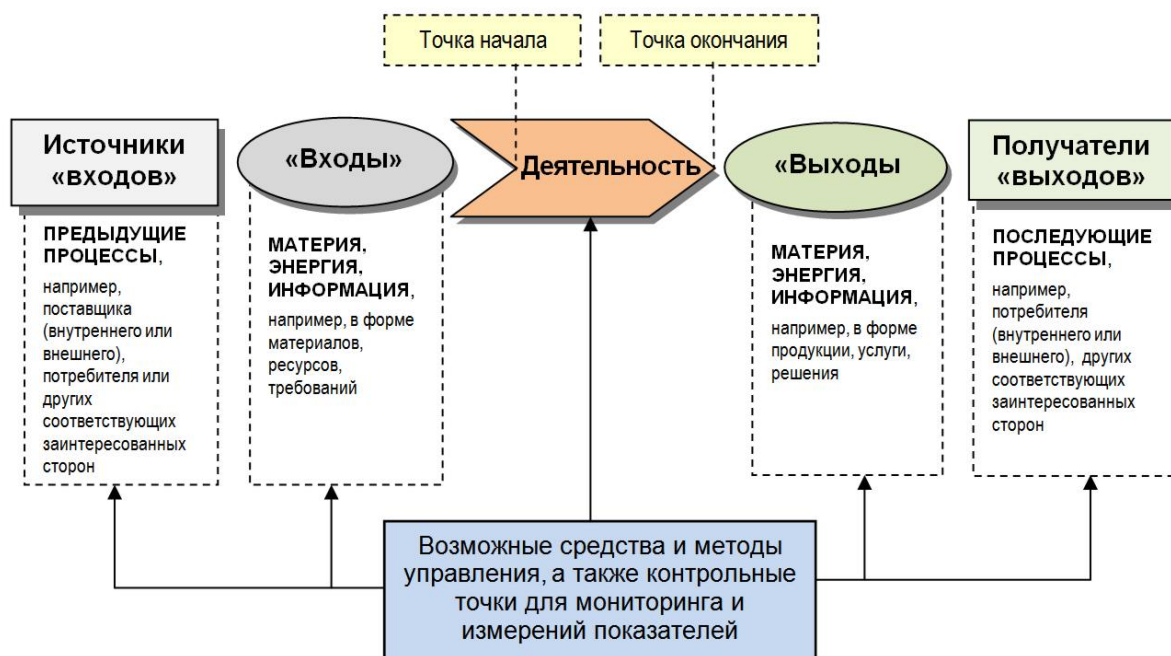 Точка начала
Точка окончания
Источники
«входов»
«Входы»
Деятельность
«Выходы
Получатели
«выходов»
ПРЕДЫДУЩИЕ
ПРОЦЕССЫ,
например,
поставщика
(внутреннего или
внешнего),
потребителя или
других
соответствующих
заинтересованных
сторон
МАТЕРИЯ,
ЭНЕРГИЯ,
ИНФОРМАЦИЯ,
например, в форме
материалов,
ресурсов,
требований
МАТЕРИЯ,
ЭНЕРГИЯ,
ИНФОРМАЦИЯ,
например, в форме
продукции, услуги,
решения
ПОСЛЕДУЮЩИЕ
ПРОЦЕССЫ,
например,
потребителя
(внутреннего или
внешнего), других
соответствующих
заинтересованных
сторон
Возможные средства и методы
управления, а также контрольные
точки для мониторинга и
измерений показателей